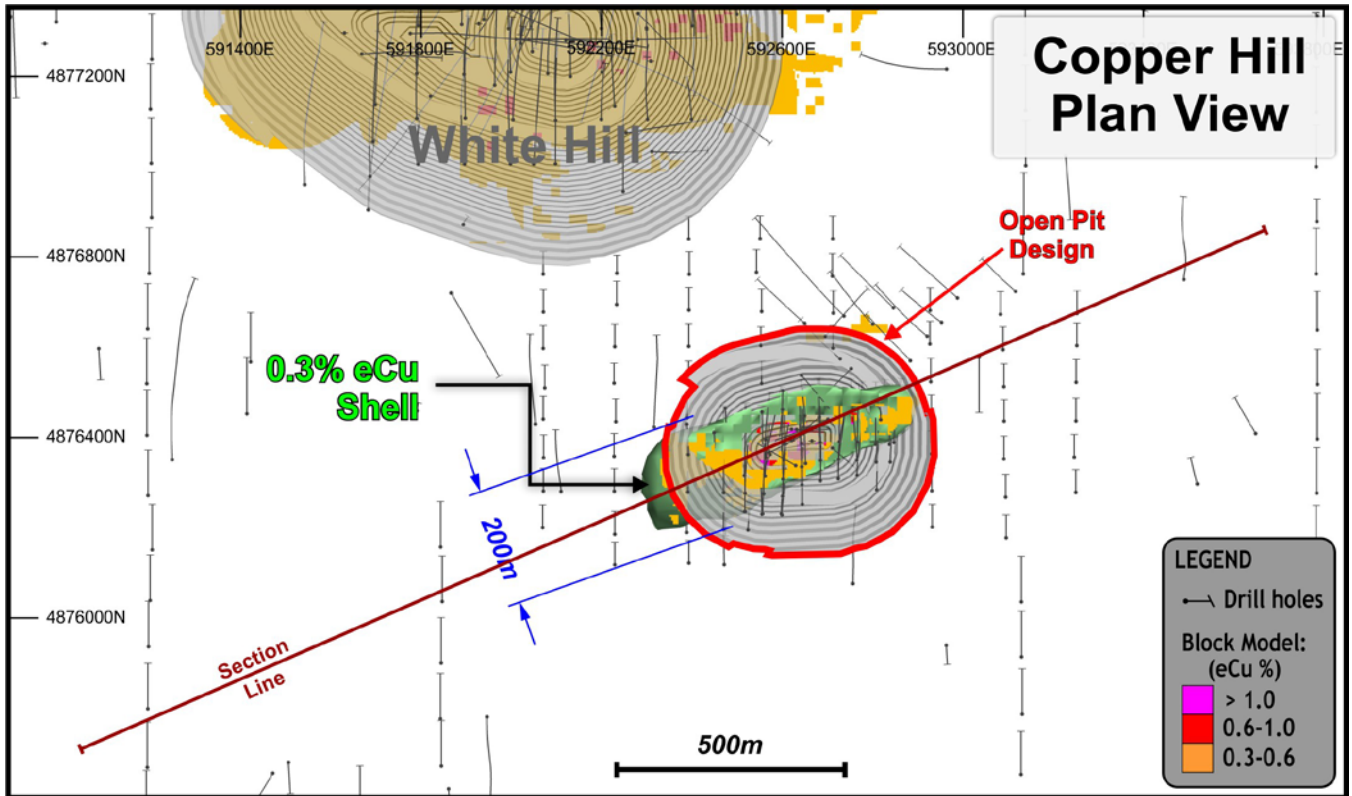 591400E
591800E
592200E
592600E
593000E
Copper Hill
Plan View
4877200N
White Hill
Open Pit
Design
4876800N
0.3% eCu
Shell
4876400N
200m
4876000N
Section
Line
500m
LEGEND
Drill holes
Block Model:
(eCu %)
> 1.0
0.6-1.0
0.3-0.6